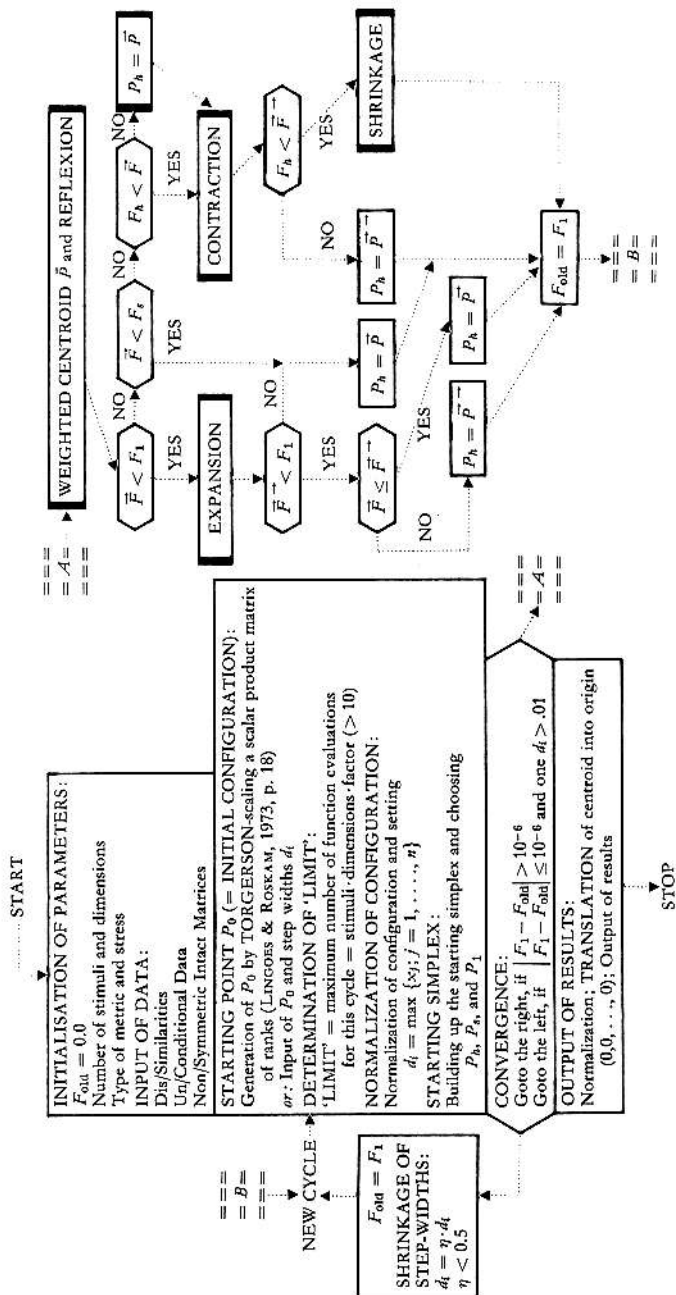 START
INITIALISATION OF PARAMETERS:
F_old = 0.0
Number of stimuli and dimensions
Type of metric and stress
INPUT OF DATA:
Dis/Similarities
Un/Conditional Data
Non/Symmetric Intact Matrices
STARTING POINT P_0 (= INITIAL CONFIGURATION):
Generation of P_0 by TORGERSON-scaling a scalar product matrix
of ranks (LINGOES & ROSKAM, 1973, p. 18)
or: Input of P_0 and step widths d_i
DETERMINATION OF 'LIMIT':
'LIMIT' = maximum number of function evaluations
for this cycle = stimuli·dimensions·factor (> 10)
NORMALIZATION OF CONFIGURATION:
Normalization of configuration and setting
d_i = max {x_j; j = 1, . . . ., n}
STARTING SIMPLEX:
Building up the starting simplex and choosing
P_h, P_s, and P_1
CONVERGENCE:
Goto the right, if |F_1 − F_old| > 10^−6
Goto the left, if |F_1 − F_old| ≤ 10^−6 and one d_i > .01
OUTPUT OF RESULTS:
Normalization; TRANSLATION of centroid into origin
(0,0, . . . , 0); Output of results
STOP
===
= B =
===
NEW CYCLE
F_old = F_1
SHRINKAGE OF
STEP-WIDTHS:
d_i = η·d_i
η < 0.5
===
= A =
===
===
= A =
===
WEIGHTED CENTROID P̄ and REFLEXION
F⃗ < F_1
NO
F⃗ < F_s
NO
F_h < F⃗
NO
P_h = P⃗
YES
YES
YES
EXPANSION
CONTRACTION
F⃗→ < F_1
NO
F_h < F⃗→
YES
YES
NO
SHRINKAGE
F⃗ ≤ F⃗→
P_h = P⃗
P_h = P⃗→
NO
YES
P_h = P⃗→
P_h = P⃗
F_old = F_1
===
= B =
===